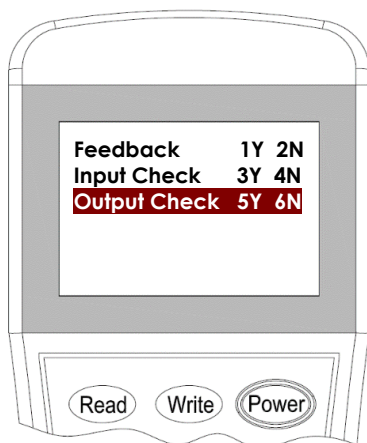 Feedback 1Y 2N
Input Check 3Y 4N
Output Check 5Y 6N
Read Write Power